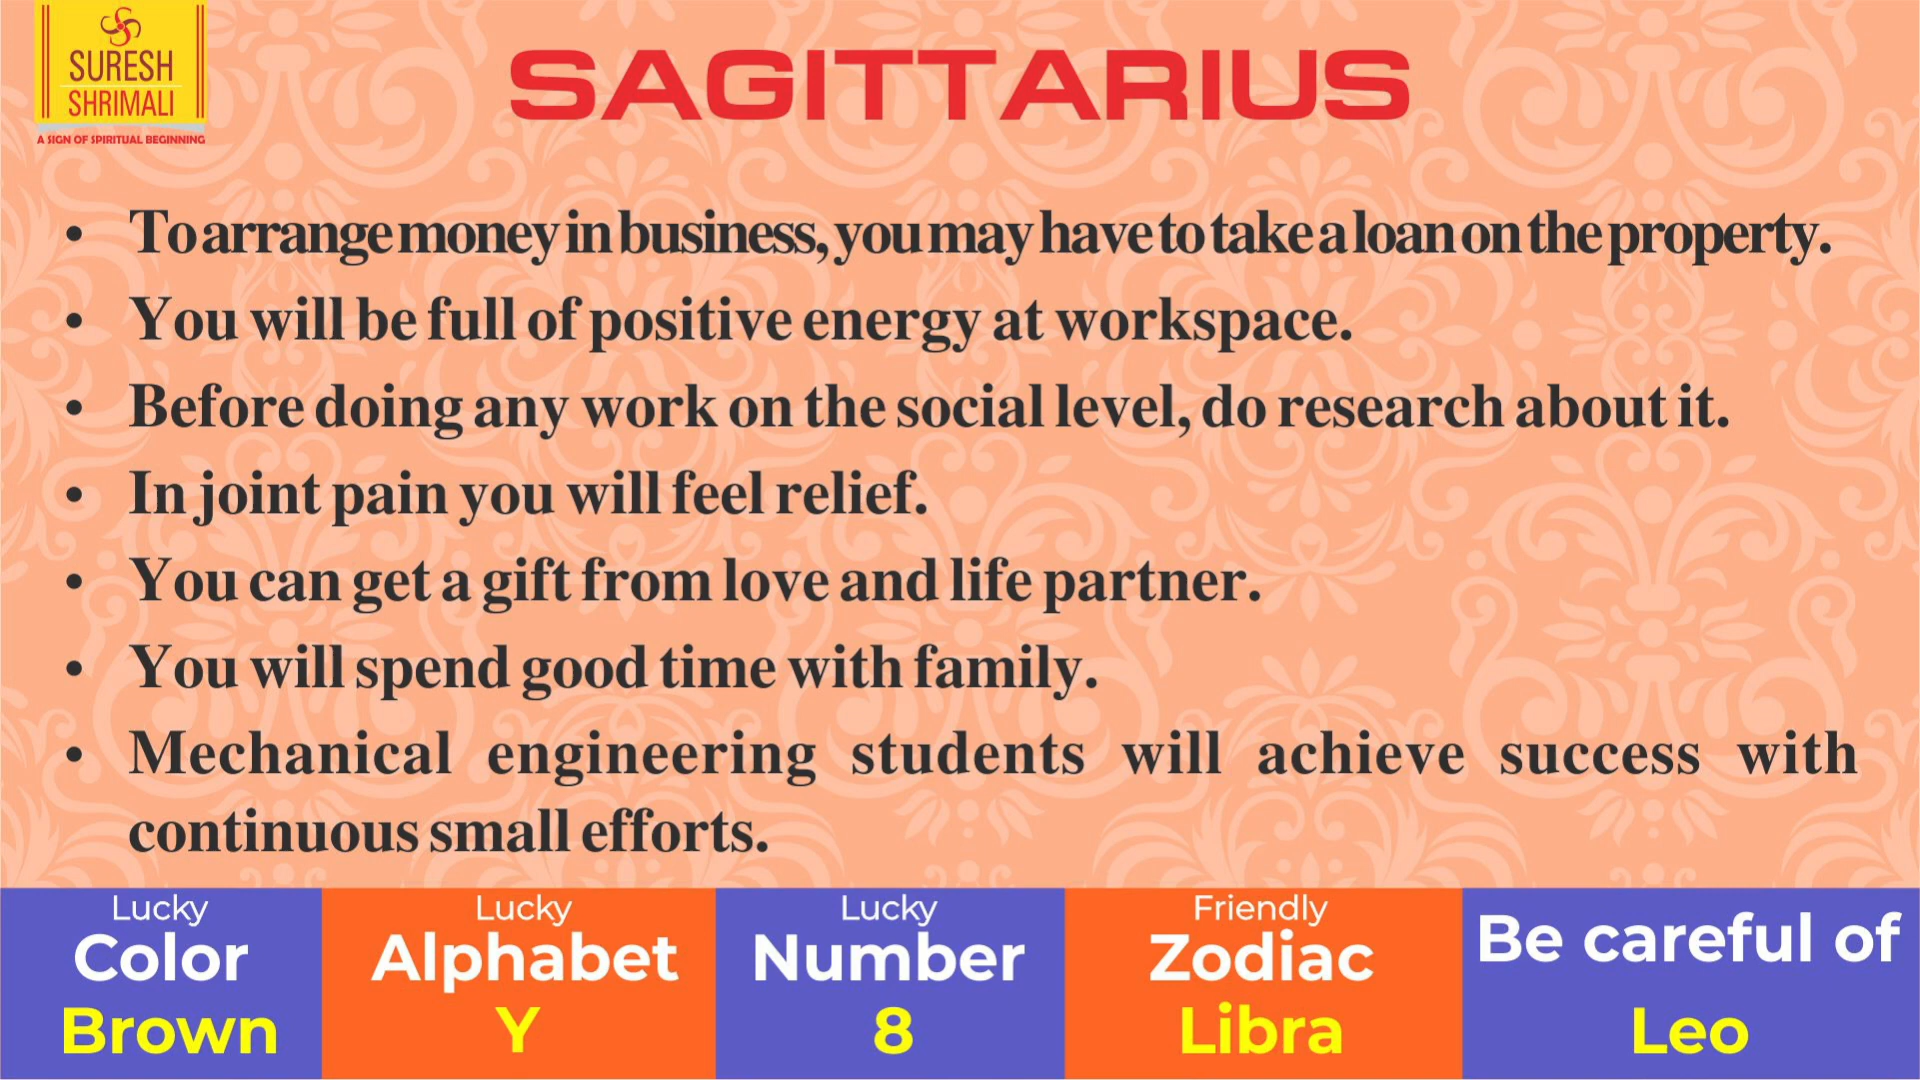 SURESH
SHRIMALI
A SIGN OF SPIRITUAL BEGINNING
SAGITTARIUS
• To arrange money in business, you may have to take a loan on the property.
• You will be full of positive energy at workspace.
• Before doing any work on the social level, do research about it.
• In joint pain you will feel relief.
• You can get a gift from love and life partner.
• You will spend good time with family.
• Mechanical engineering students will achieve success with
continuous small efforts.
Lucky
Color
Brown
Lucky
Alphabet
Y
Lucky
Number
8
Friendly
Zodiac
Libra
Be careful of
Leo